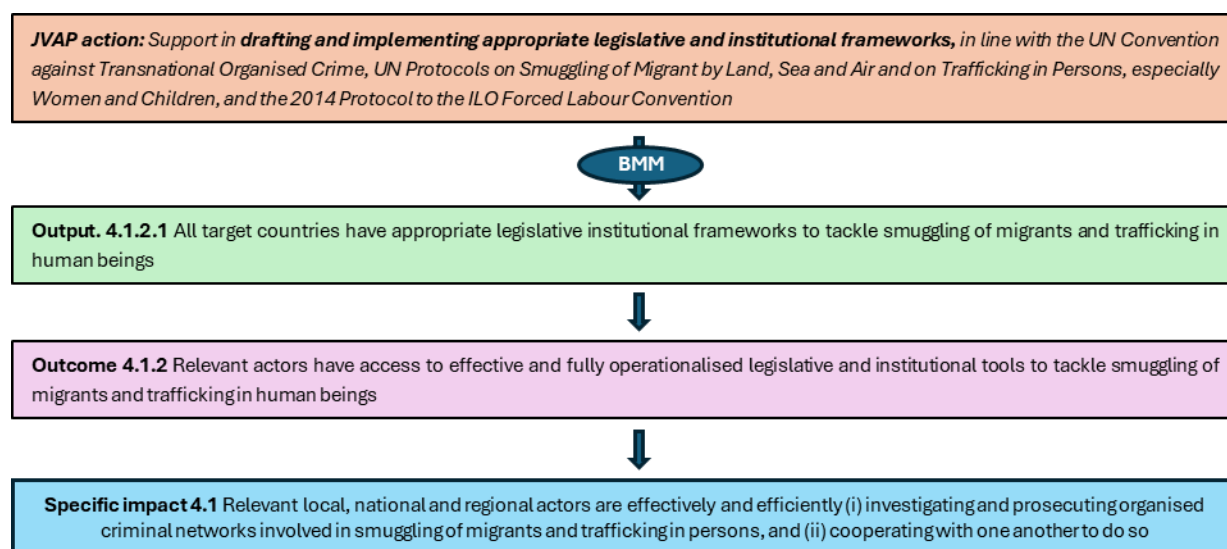 JVAP action: Support in drafting and implementing appropriate legislative and institutional frameworks, in line with the UN Convention
against Transnational Organised Crime, UN Protocols on Smuggling of Migrant by Land, Sea and Air and on Trafficking in Persons, especially
Women and Children, and the 2014 Protocol to the ILO Forced Labour Convention
BMM
Output. 4.1.2.1 All target countries have appropriate legislative institutional frameworks to tackle smuggling of migrants and trafficking in
human beings
Outcome 4.1.2 Relevant actors have access to effective and fully operationalised legislative and institutional tools to tackle smuggling of
migrants and trafficking in human beings
Specific impact 4.1 Relevant local, national and regional actors are effectively and efficiently (i) investigating and prosecuting organised
criminal networks involved in smuggling of migrants and trafficking in persons, and (ii) cooperating with one another to do so